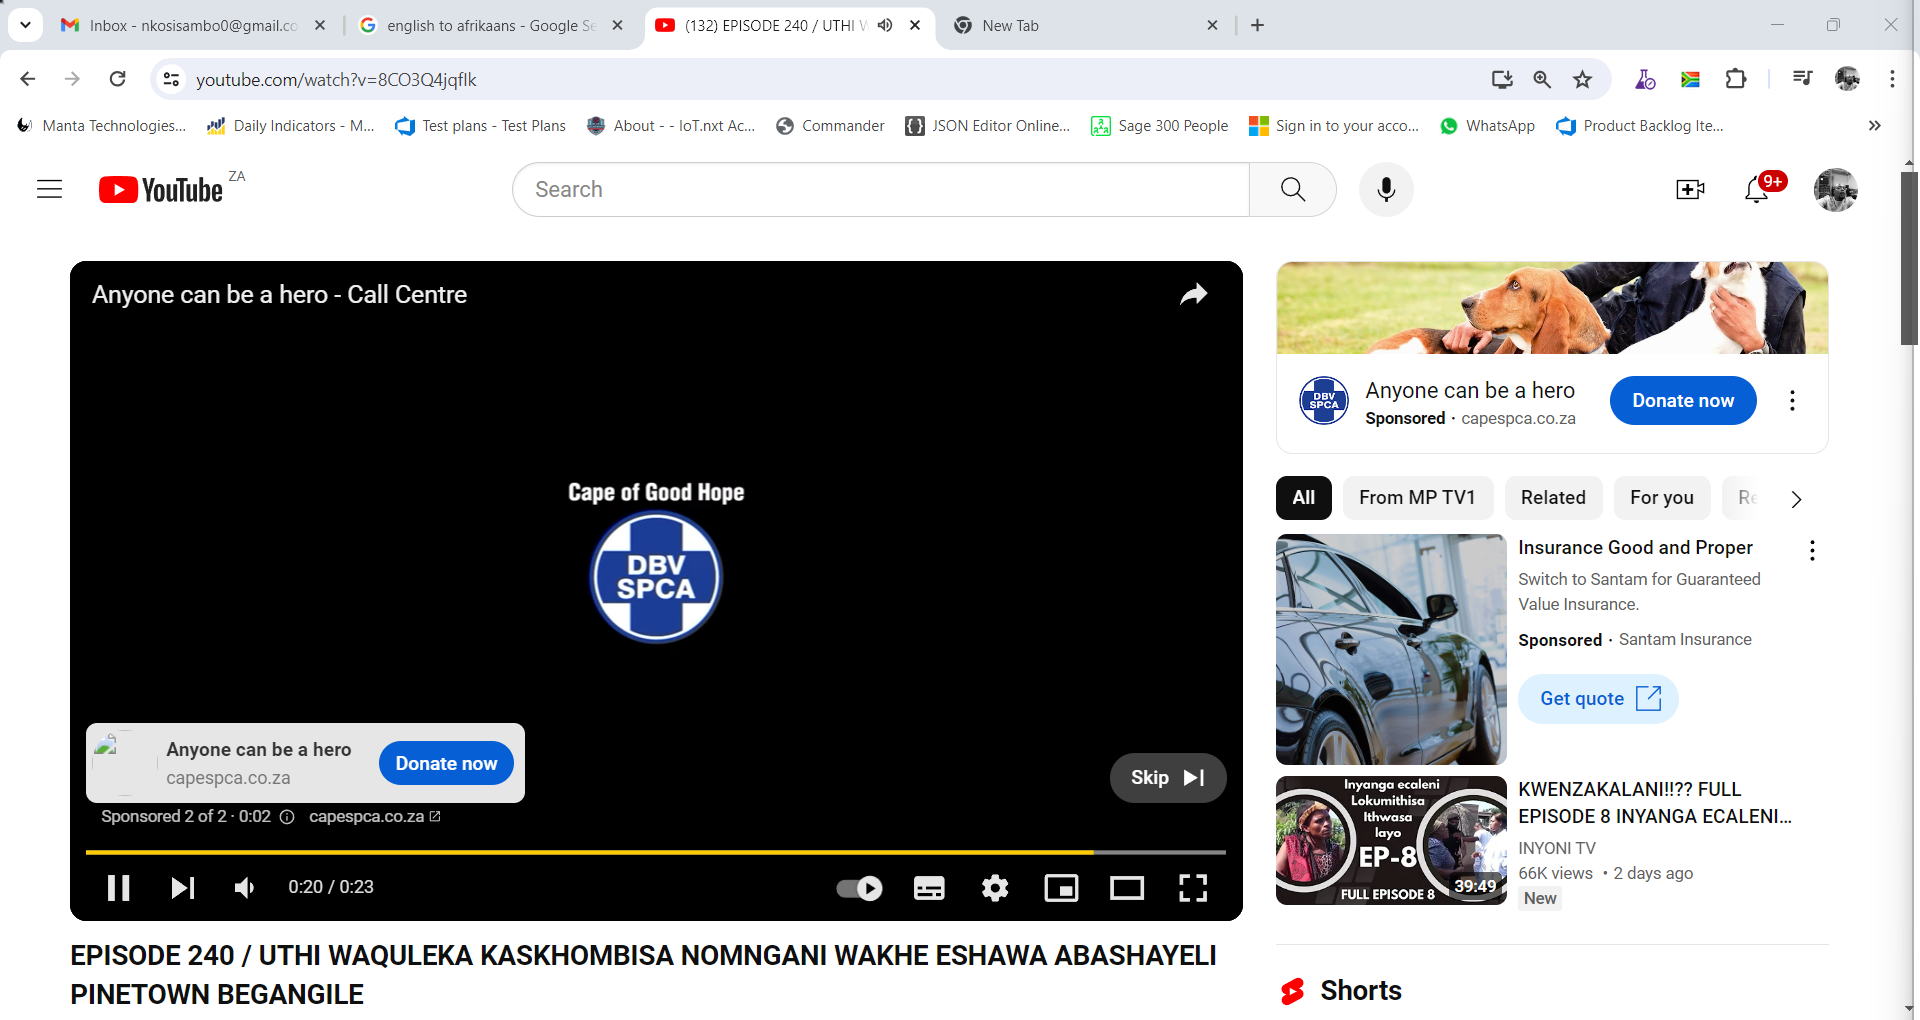 Inbox - nkosisambo0@gmail.co
english to afrikaans - Google Se
(132) EPISODE 240 / UTHI W
New Tab
youtube.com/watch?v=8CO3Q4jqfIk
Manta Technologies...
Daily Indicators - M...
Test plans - Test Plans
About - - IoT.nxt Ac...
Commander
JSON Editor Online...
Sage 300 People
Sign in to your acco...
WhatsApp
Product Backlog Ite...
YouTube ZA
Search
9+
Anyone can be a hero - Call Centre
Cape of Good Hope
DBV
SPCA
Anyone can be a hero
capespca.co.za
Donate now
Skip
Sponsored 2 of 2 · 0:02 capespca.co.za
0:20 / 0:23
EPISODE 240 / UTHI WAQULEKA KASKHOMBISA NOMNGANI WAKHE ESHAWA ABASHAYELI
PINETOWN BEGANGILE
DBV
SPCA
Anyone can be a hero
Sponsored · capespca.co.za
Donate now
All
From MP TV1
Related
For you
Re
Insurance Good and Proper
Switch to Santam for Guaranteed
Value Insurance.
Sponsored · Santam Insurance
Get quote
Inyanga ecaleni
Lokumithisa
Ithwasa
layo
EP-8
39:49
FULL EPISODE 8
KWENZAKALANI!!?? FULL
EPISODE 8 INYANGA ECALENI...
INYONI TV
66K views • 2 days ago
New
Shorts